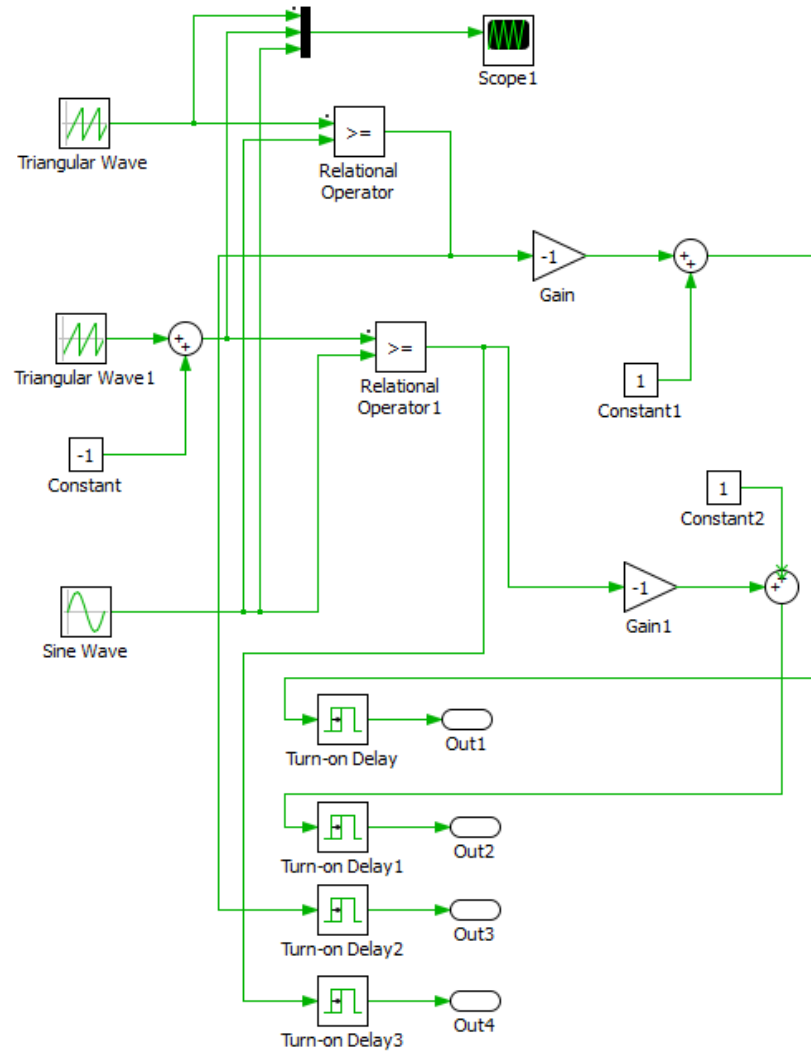 Scope1
Triangular Wave
>=
Relational
Operator
-1
Gain
+
+
Triangular Wave1
+
+
>=
Relational
Operator1
1
Constant1
-1
Constant
1
Constant2
Sine Wave
-1
Gain1
+
+
Turn-on Delay
Out1
Turn-on Delay1
Out2
Turn-on Delay2
Out3
Turn-on Delay3
Out4